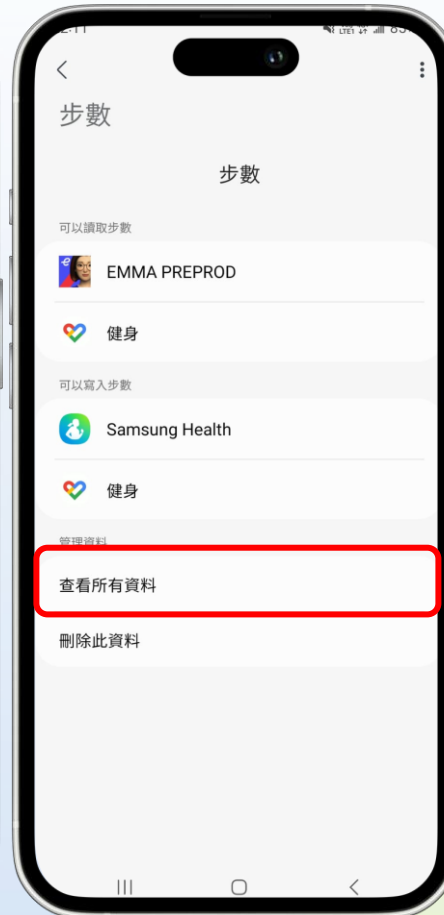 步數
步數
可以讀取步數
EMMA PREPROD
健身
可以寫入步數
Samsung Health
健身
管理資料
查看所有資料
刪除此資料